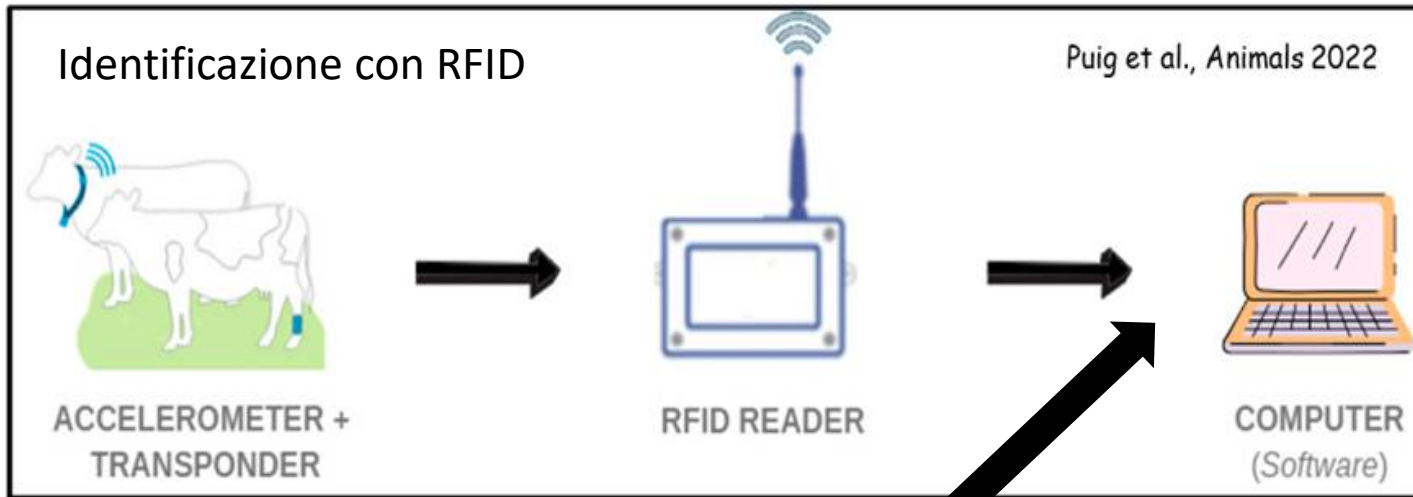 Identificazione con RFID
Puig et al., Animals 2022
ACCELEROMETER +
TRANSPONDER
RFID READER
COMPUTER
(Software)